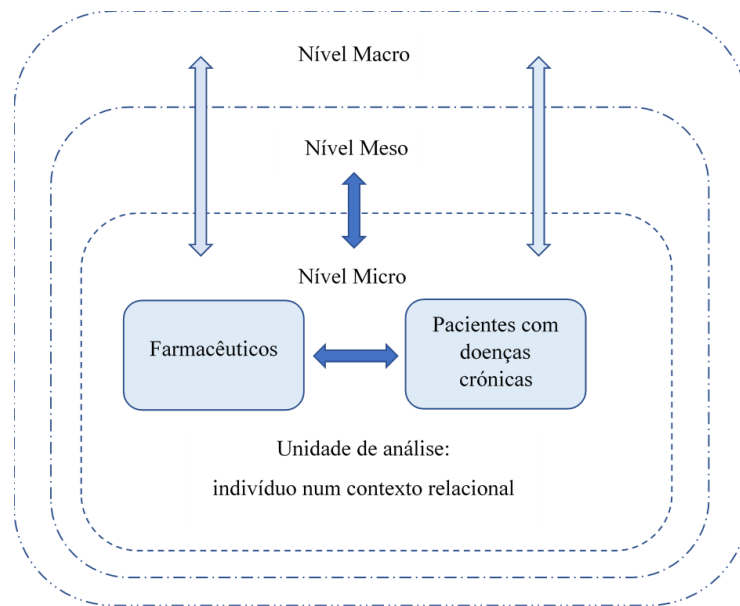 Nível Macro
Nível Meso
Nível Micro
Farmacêuticos
Pacientes com
doenças
crónicas
Unidade de análise:
indivíduo num contexto relacional